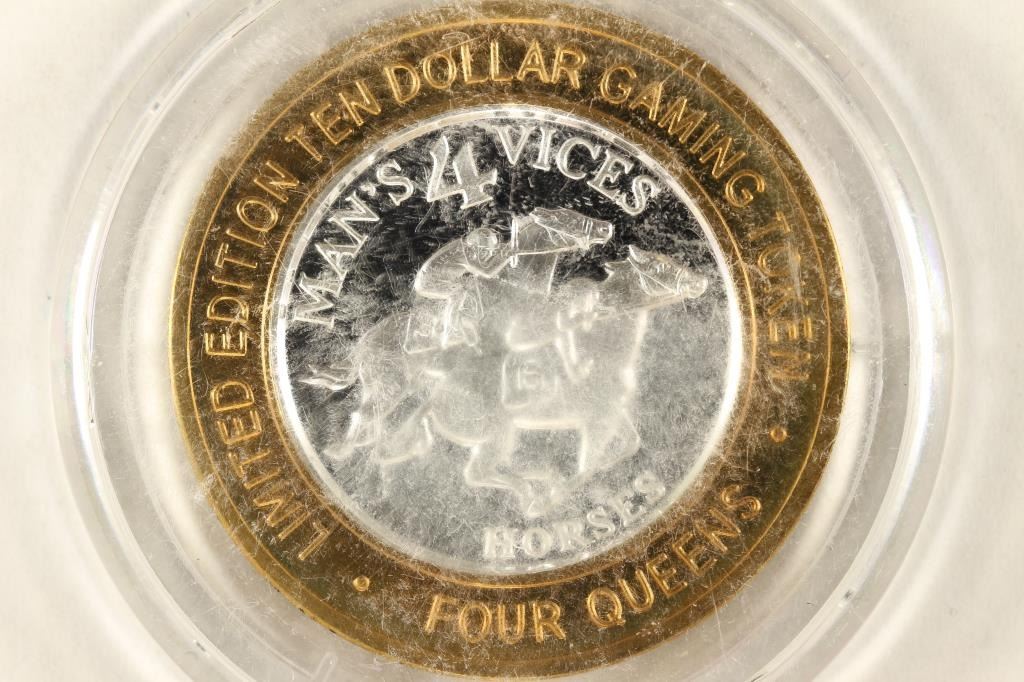 LIMITED EDITION TEN DOLLAR GAMING TOKEN
MAN'S 4 VICES
HORSES
• FOUR QUEENS •